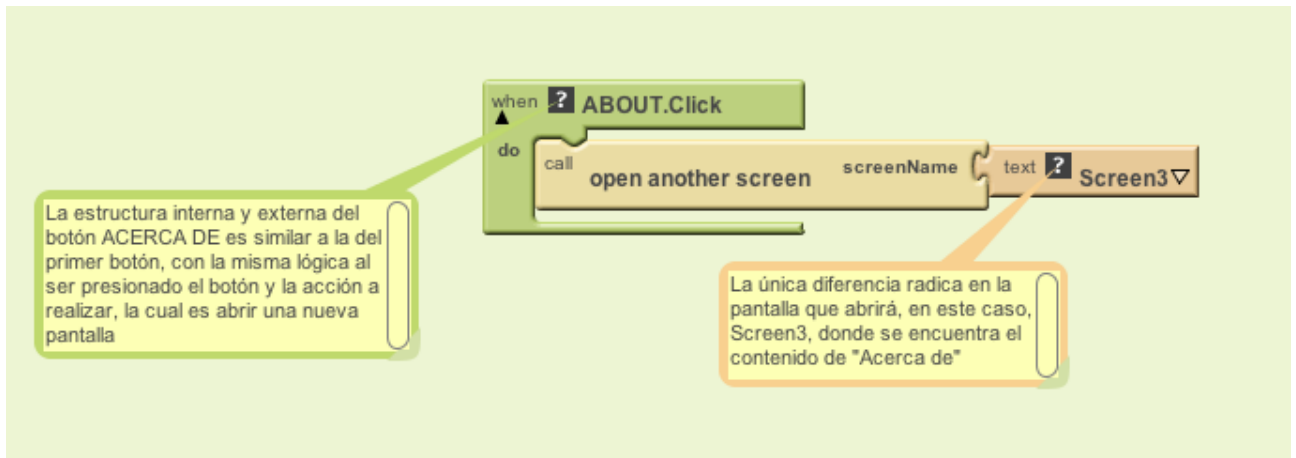 when ? ABOUT.Click
do
call open another screen screenName
text ? Screen3
La estructura interna y externa del
botón ACERCA DE es similar a la del
primer botón, con la misma lógica al
ser presionado el botón y la acción a
realizar, la cual es abrir una nueva
pantalla
La única diferencia radica en la
pantalla que abrirá, en este caso,
Screen3, donde se encuentra el
contenido de "Acerca de"